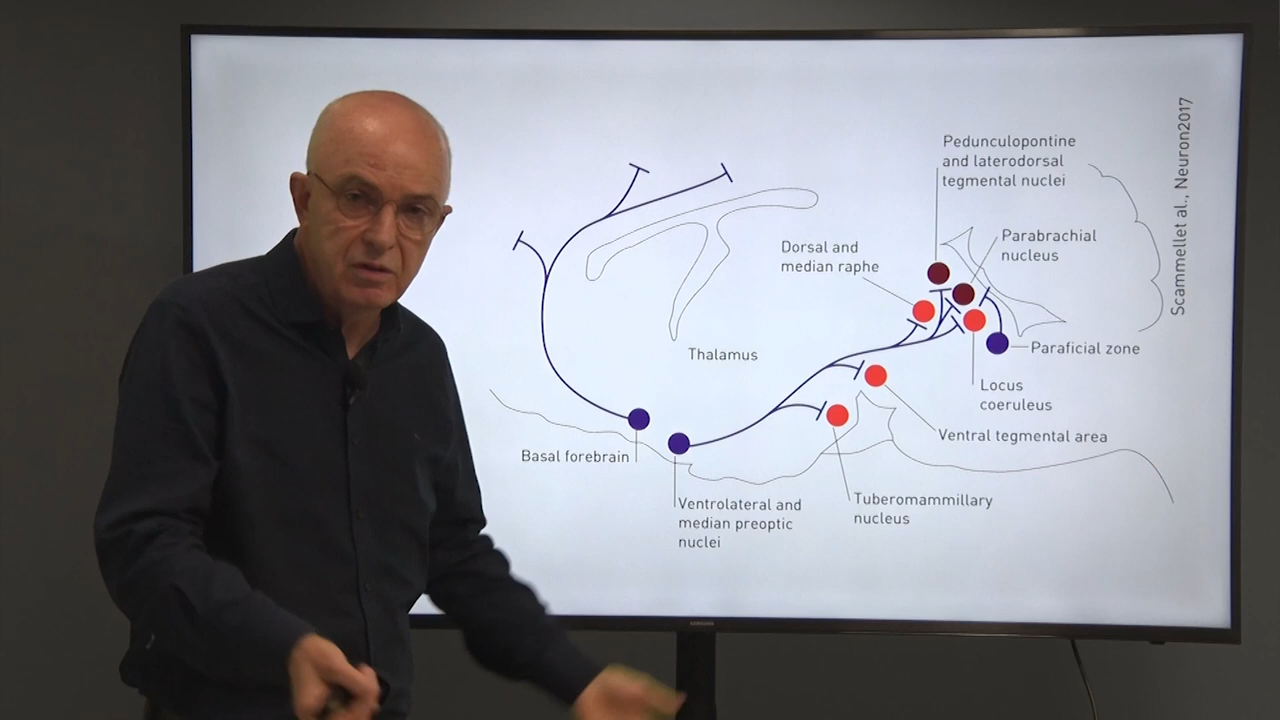 Pedunculopontine
and laterodorsal
tegmental nuclei
Scammellet al., Neuron2017
Parabrachial
nucleus
Dorsal and
median raphe
Thalamus
Paraficial zone
Locus
coeruleus
Ventral tegmental area
Basal forebrain
Ventrolateral and
median preoptic
nuclei
Tuberomammillary
nucleus
SAMSUNG